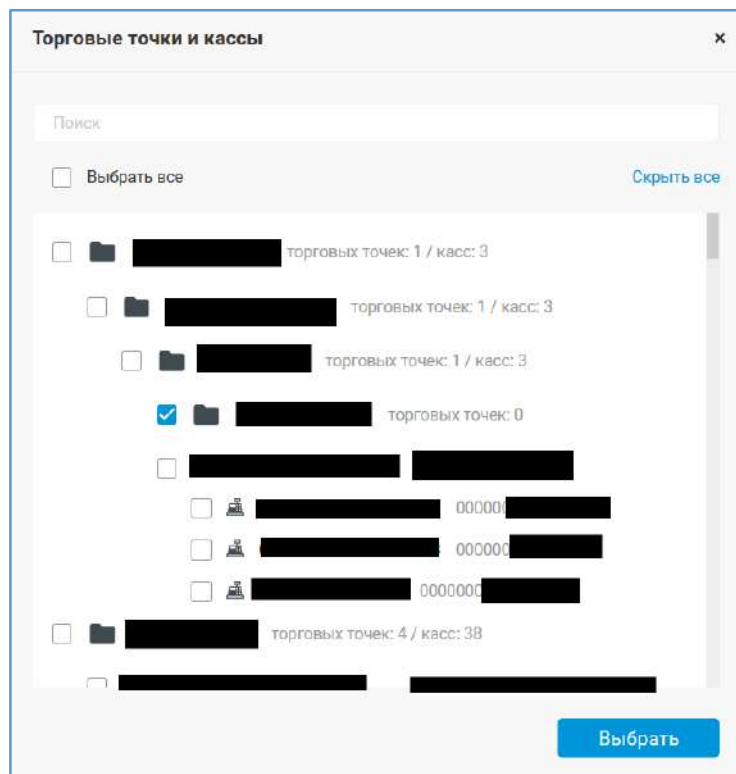 Торговые точки и кассы ×
Поиск
Выбрать все Скрыть все
торговых точек: 1 / касс: 3
торговых точек: 1 / касс: 3
торговых точек: 1 / касс: 3
торговых точек: 0
000000
000000
0000000
торговых точек: 4 / касс: 38
Выбрать